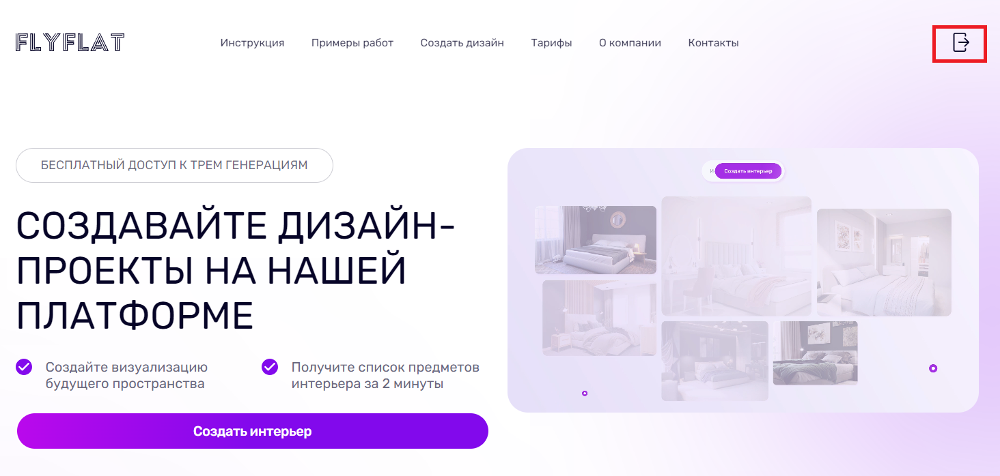 FLYFLAT
Инструкция
Примеры работ
Создать дизайн
Тарифы
О компании
Контакты
БЕСПЛАТНЫЙ ДОСТУП К ТРЕМ ГЕНЕРАЦИЯМ
СОЗДАВАЙТЕ ДИЗАЙН-
ПРОЕКТЫ НА НАШЕЙ
ПЛАТФОРМЕ
Создайте визуализацию
будущего пространства
Получите список предметов
интерьера за 2 минуты
Создать интерьер
Создать интерьер